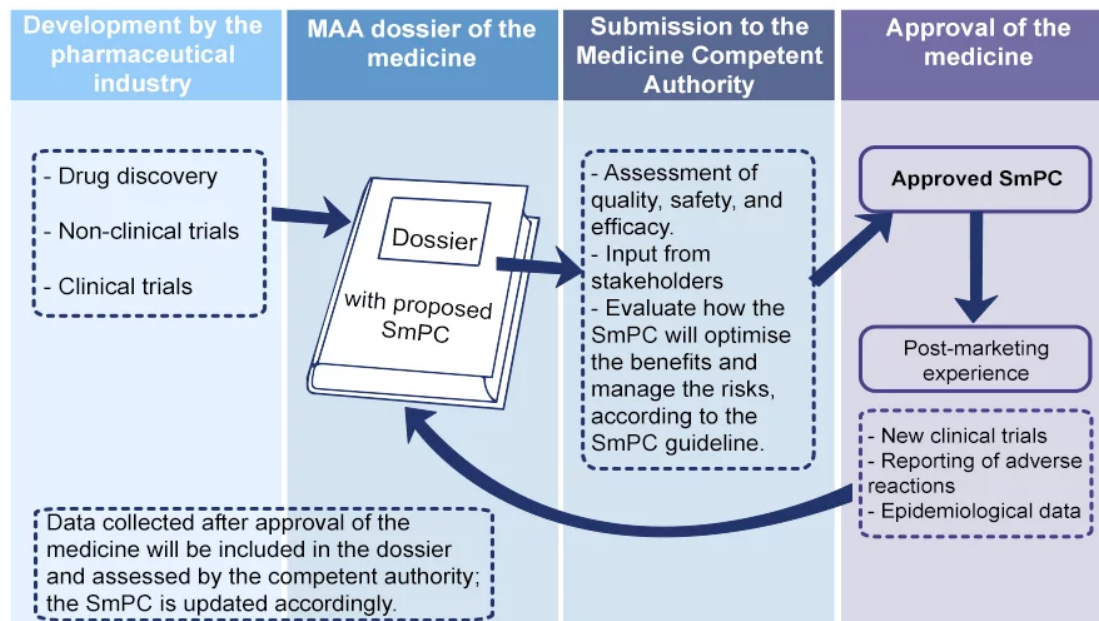 Development by the
pharmaceutical
industry
MAA dossier of the
medicine
Submission to the
Medicine Competent
Authority
Approval of the
medicine
- Drug discovery
- Non-clinical trials
- Clinical trials
Dossier
with proposed
SmPC
- Assessment of
quality, safety, and
efficacy.
- Input from
stakeholders
- Evaluate how the
SmPC will optimise
the benefits and
manage the risks,
according to the
SmPC guideline.
Approved SmPC
Post-marketing
experience
- New clinical trials
- Reporting of adverse
reactions
- Epidemiological data
Data collected after approval of the
medicine will be included in the dossier
and assessed by the competent authority;
the SmPC is updated accordingly.